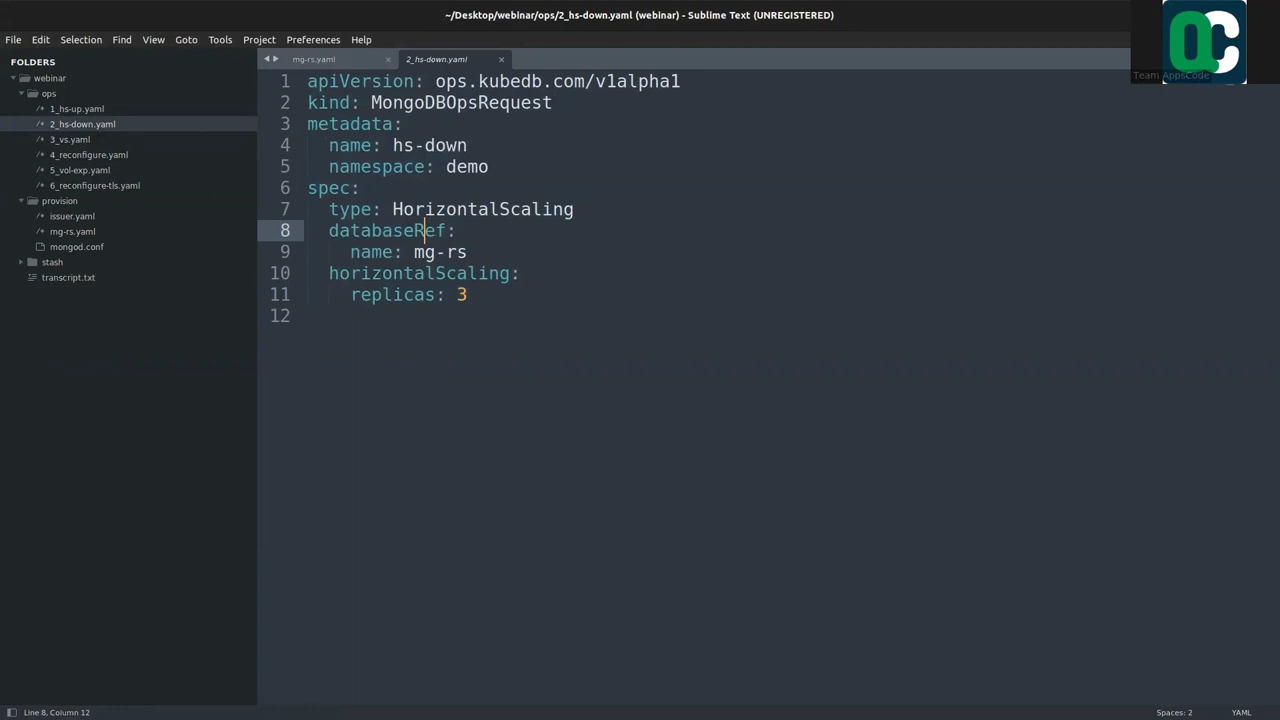 ~/Desktop/webinar/ops/2_hs-down.yaml (webinar) - Sublime Text (UNREGISTERED)
File Edit Selection Find View Goto Tools Project Preferences Help
Team AppsCode
FOLDERS
webinar
ops
1_hs-up.yaml
2_hs-down.yaml
3_vs.yaml
4_reconfigure.yaml
5_vol-exp.yaml
6_reconfigure-tls.yaml
provision
issuer.yaml
mg-rs.yaml
mongod.conf
stash
transcript.txt
mg-rs.yaml
2_hs-down.yaml
1 apiVersion: ops.kubedb.com/v1alpha1
2 kind: MongoDBOpsRequest
3 metadata:
4 name: hs-down
5 namespace: demo
6 spec:
7 type: HorizontalScaling
8 databaseRef:
9 name: mg-rs
10 horizontalScaling:
11 replicas: 3
12
Line 8, Column 12
Spaces: 2
YAML